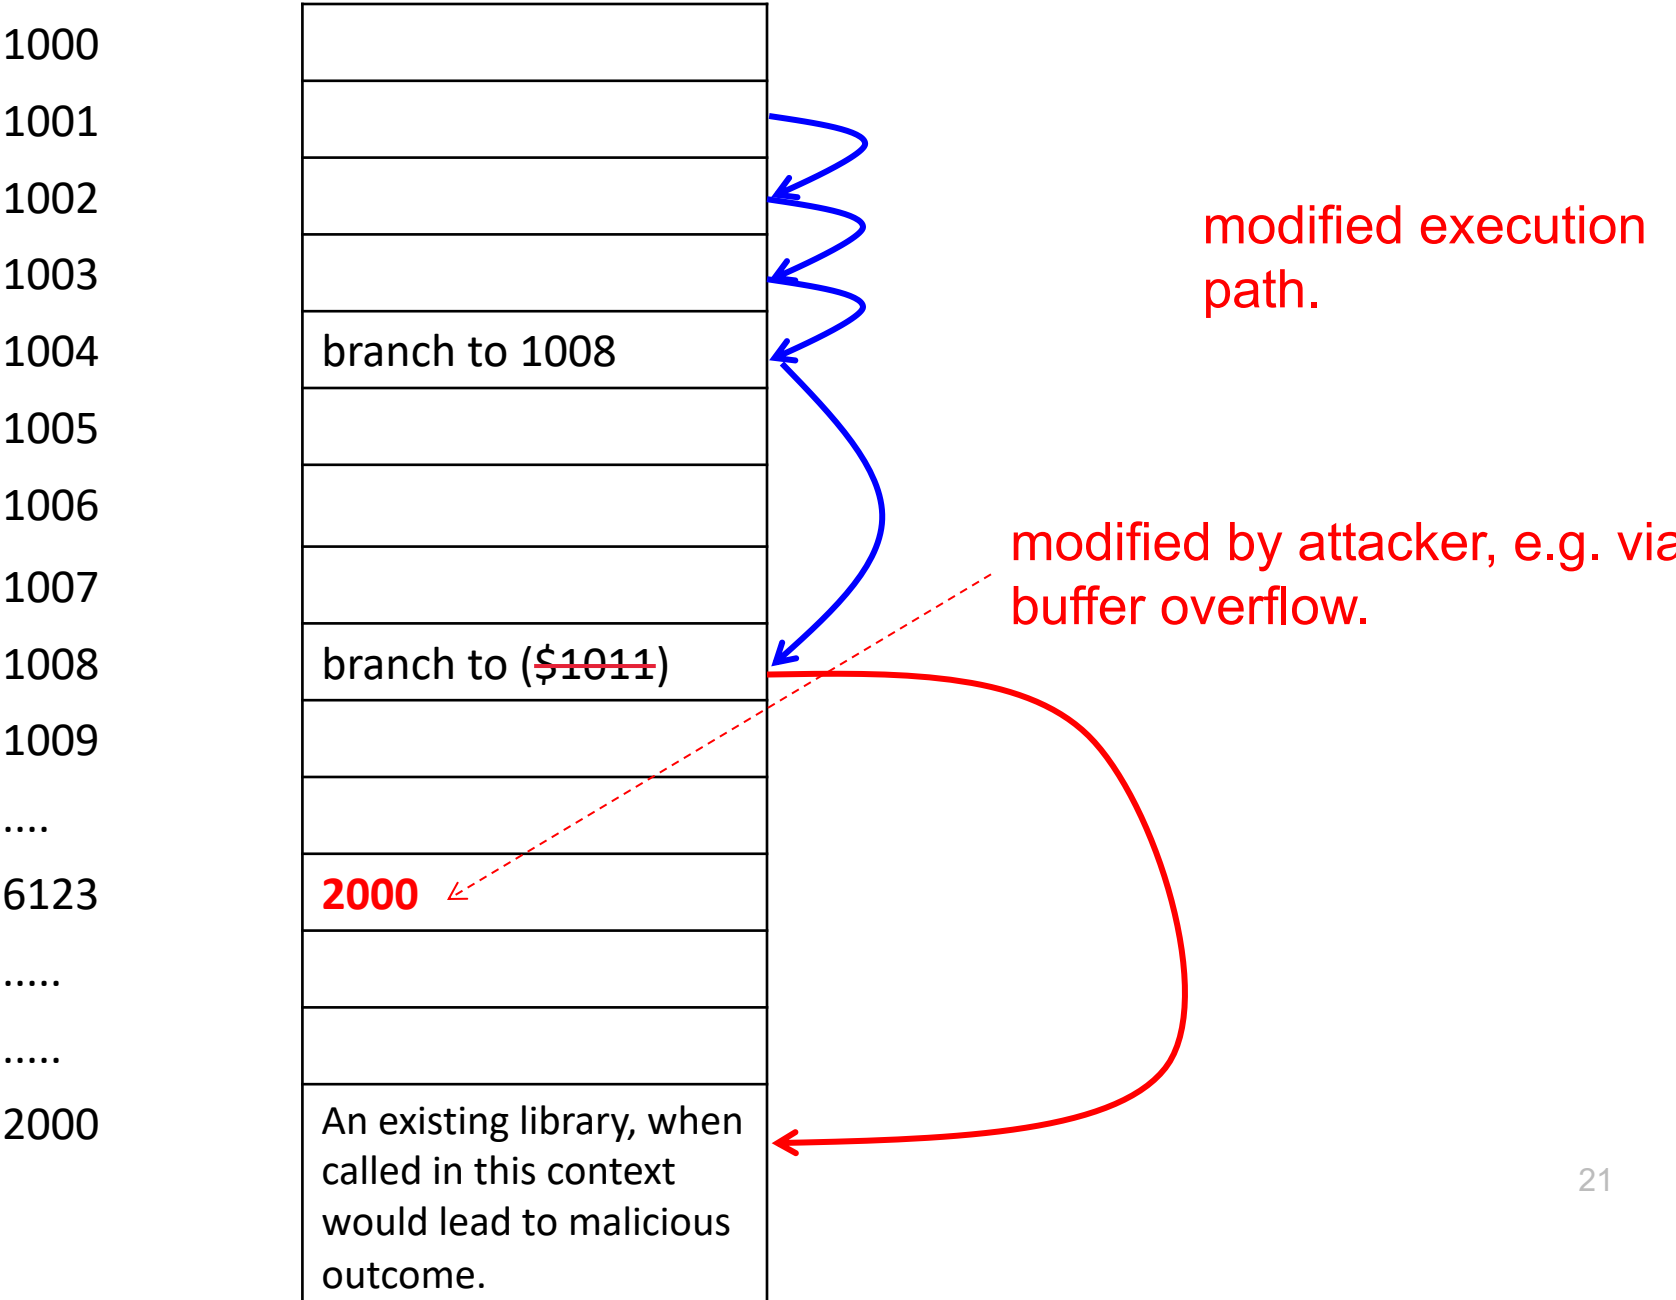 1000
1001
1002
modified execution
1003
path.
1004 branch to 1008
1005
1006
modified by attacker, e.g. via
1007
buffer overflow.
1008 branch to ($1011)
1009
....
6123 2000
.....
.....
2000 An existing library, when
called in this context
would lead to malicious
outcome.
21